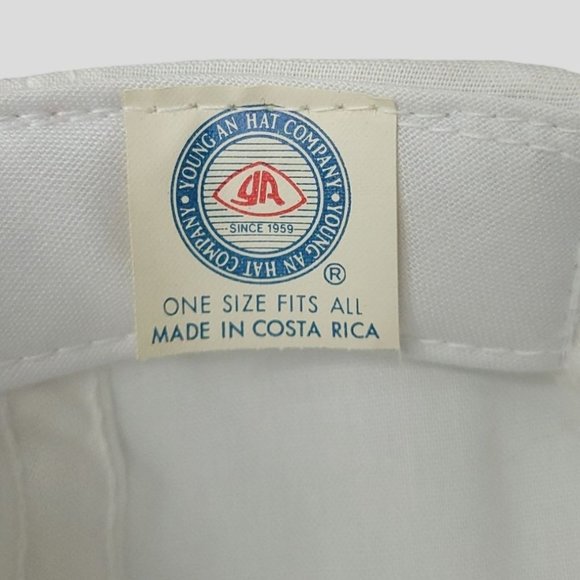 YOUNG AN HAT COMPANY · YOUNG AN HAT COMPANY ·
YA
SINCE 1959
®
ONE SIZE FITS ALL
MADE IN COSTA RICA